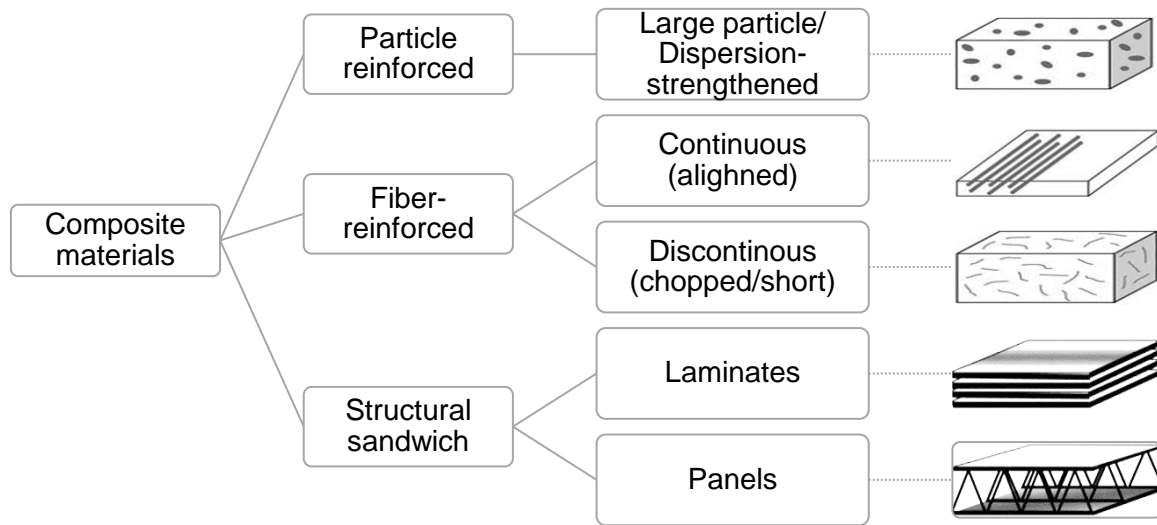 Composite
materials
Particle
reinforced
Large particle/
Dispersion-
strengthened
Fiber-
reinforced
Continuous
(alighned)
Discontinous
(chopped/short)
Structural
sandwich
Laminates
Panels